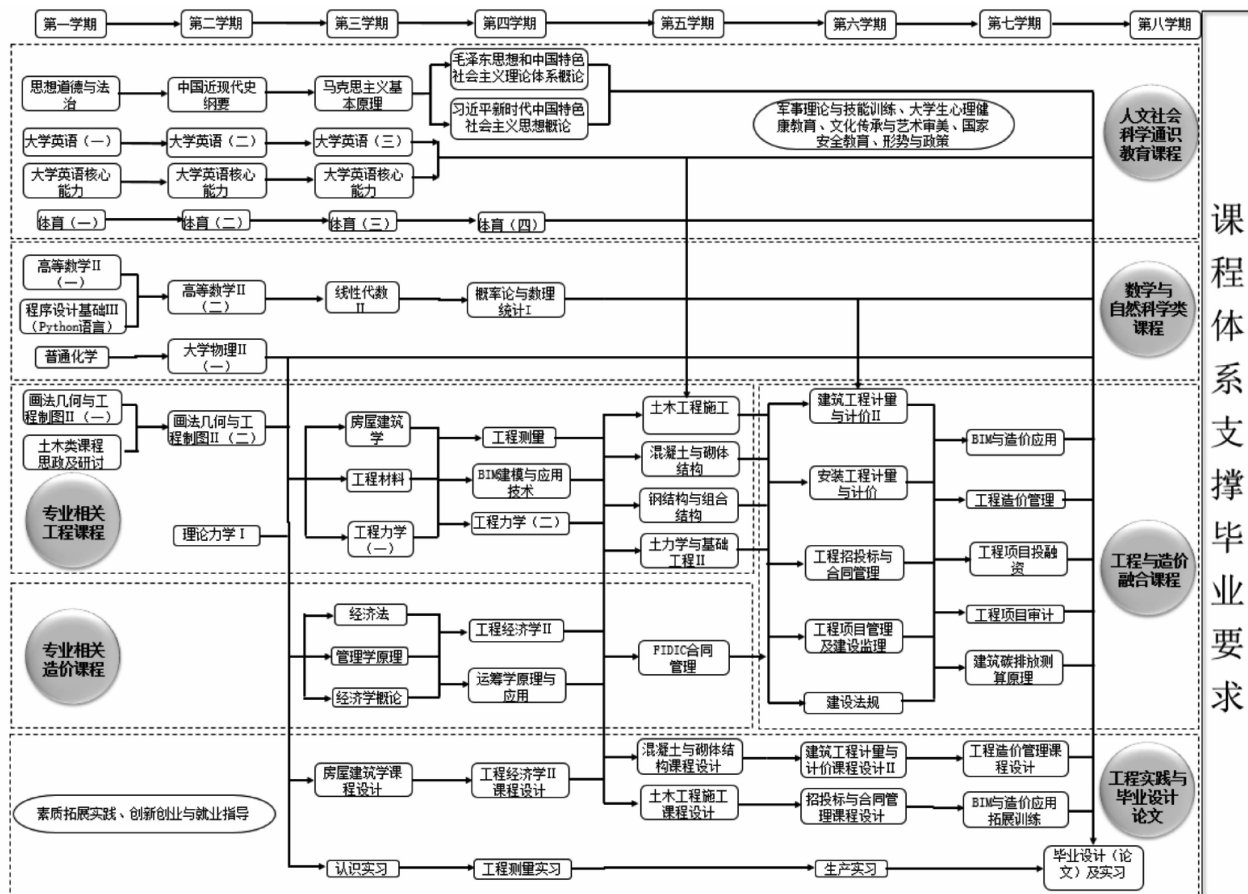 第一学期
第二学期
第三学期
第四学期
第五学期
第六学期
第七学期
第八学期
思想道德与法
治
中国近现代史
纲要
马克思主义基
本原理
毛泽东思想和中国特色
社会主义理论体系概论
习近平新时代中国特色
社会主义思想概论
军事理论与技能训练、大学生心理健
康教育、文化传承与艺术审美、国家
安全教育、形势与政策
人文社会
科学通识
教育课程
大学英语（一）
大学英语（二）
大学英语（三）
大学英语核心
能力
大学英语核心
能力
大学英语核心
能力
体育（一）
体育（二）
体育（三）
体育（四）
高等数学II
（一）
程序设计基础III
（Python语言）
高等数学II
（二）
线性代数
II
概率论与数理
统计I
数学与
自然科学类
课程
普通化学
大学物理II
（一）
画法几何与工
程制图II（一）
土木类课程
思政及研讨
画法几何与工
程制图II（二）
理论力学 I
专业相关
工程课程
房屋建筑
学
工程材料
工程力学
（一）
工程测量
BIM建模与应用
技术
工程力学（二）
土木工程施工
混凝土与砌体
结构
钢结构与组合
结构
土力学与基础
工程II
建筑工程计量
与计价II
安装工程计量
与计价
工程招投标与
合同管理
工程项目管理
及建设监理
建设法规
BIM与造价应用
工程造价管理
工程项目投融
资
工程项目审计
建筑碳排放测
算原理
工程与造价
融合课程
专业相关
造价课程
经济法
管理学原理
经济学概论
工程经济学II
运筹学原理与
应用
FIDIC合同
管理
房屋建筑学课
程设计
工程经济学II
课程设计
混凝土与砌体结
构课程设计
土木工程施工
课程设计
建筑工程计量与
计价课程设计II
招投标与合同管
理课程设计
工程造价管理课
程设计
BIM与造价应用
拓展训练
工程实践与
毕业设计
论文
素质拓展实践、创新创业与就业指导
认识实习
工程测量实习
生产实习
毕业设计（论
文）及实习
课程体系支撑毕业要求